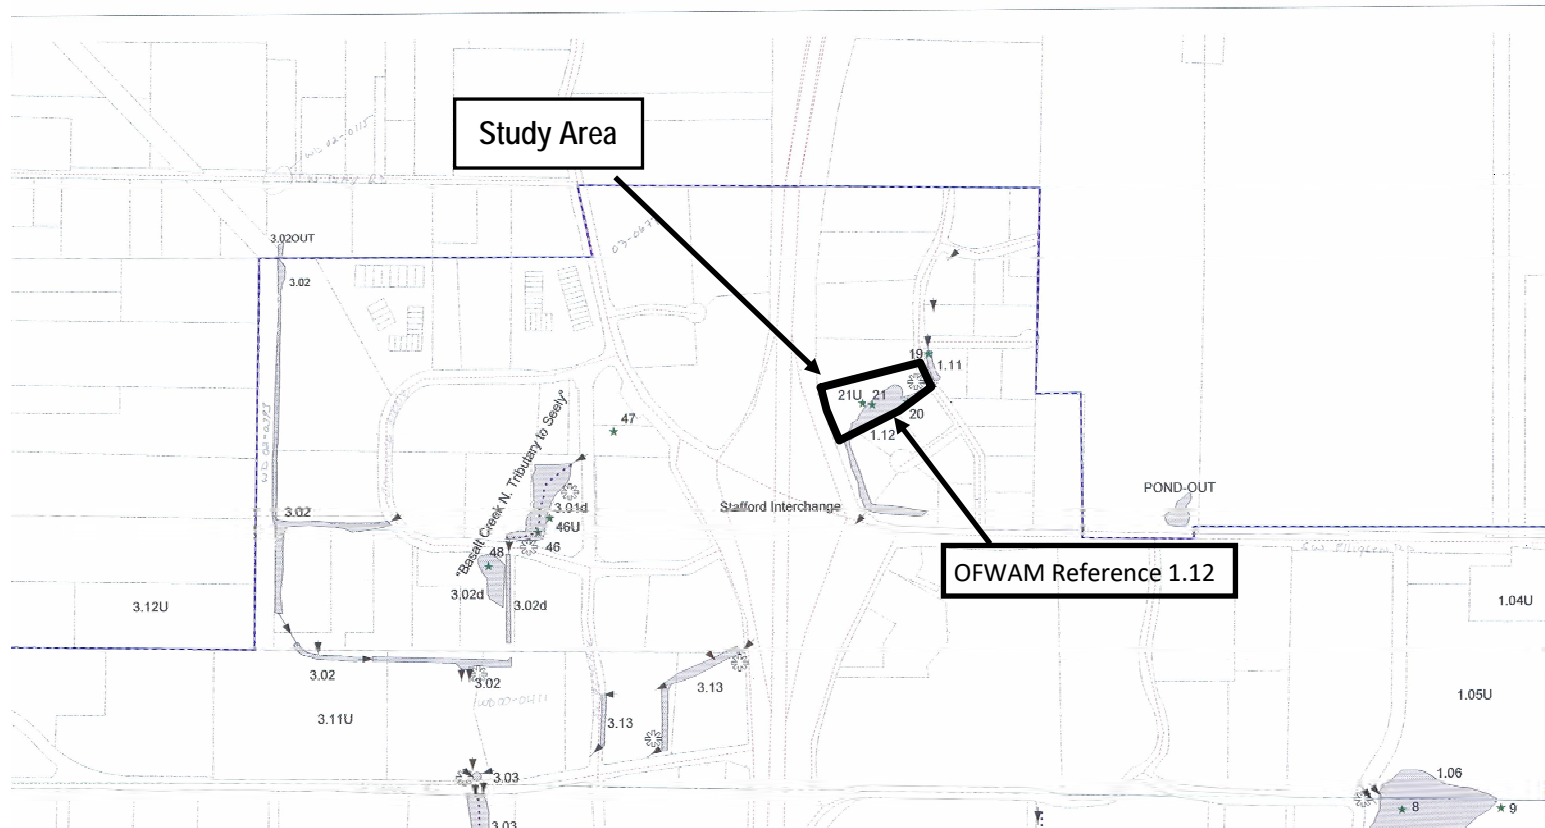 Study Area
3.02OUT
3.02
19
1.11
21U
21
20
1.12
47
"Basalt Creek N. Tributary to Seely"
POND-OUT
3.02
3.01d
Stafford Interchange
46U
46
48
OFWAM Reference 1.12
3.02d
3.02d
3.12U
1.04U
3.02
3.02
3.13
1.05U
3.11U
3.13
3.03
1.06
8
9
3.03